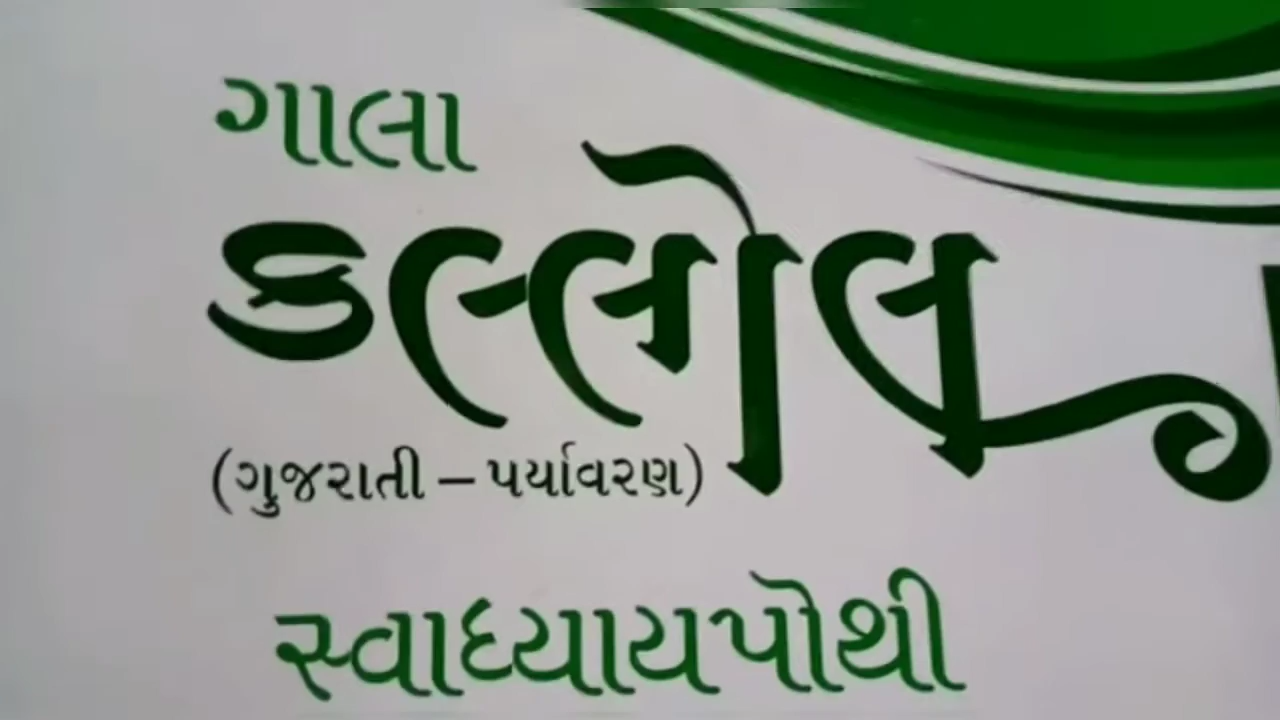 ગાલા
કલ્લોલ
(ગુજરાતી – પર્યાવરણ)
સ્વાધ્યાયપોથી